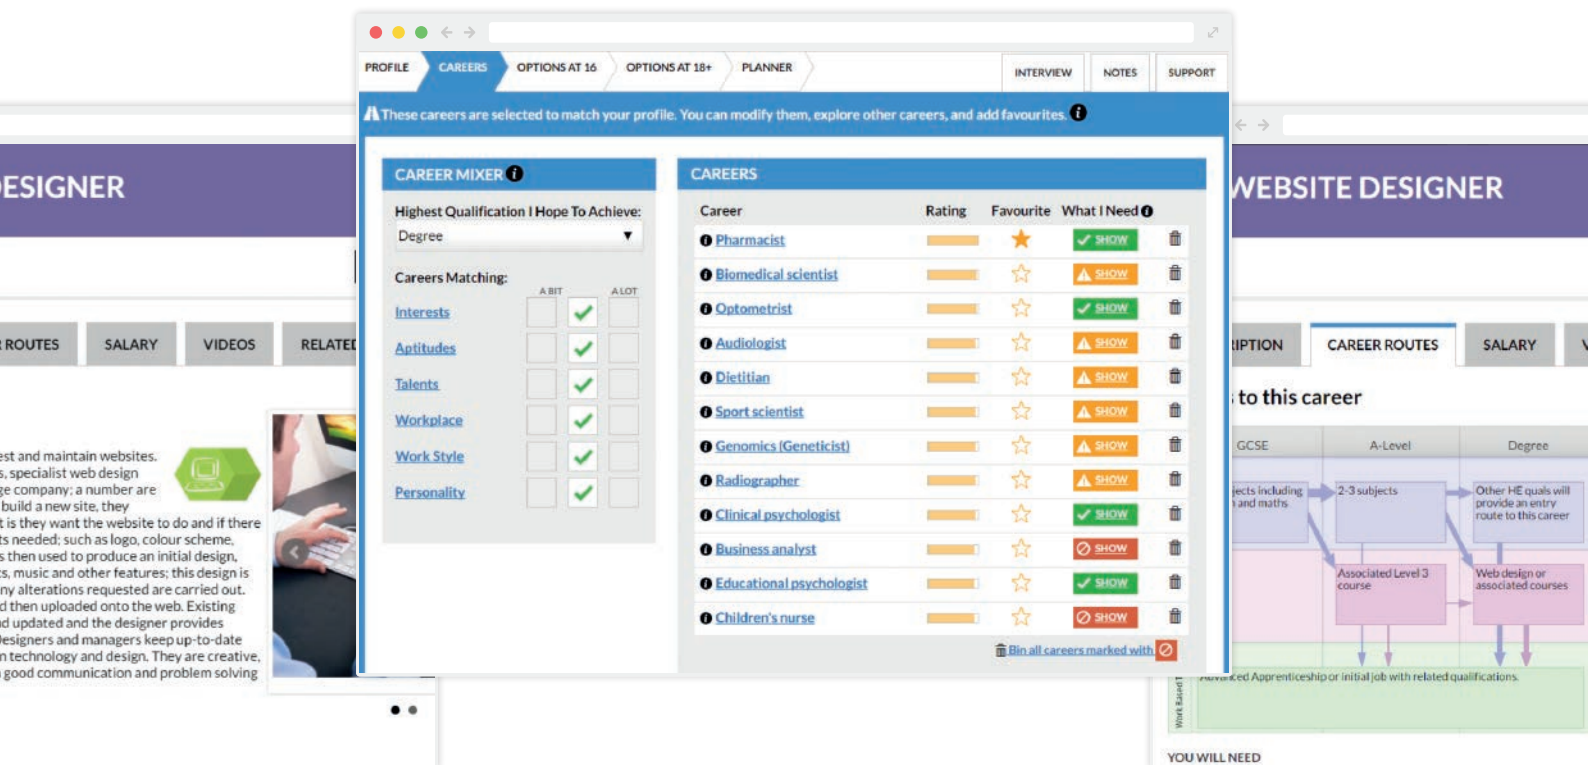 PROFILE
CAREERS
OPTIONS AT 16
OPTIONS AT 18+
PLANNER
INTERVIEW
NOTES
SUPPORT
These careers are selected to match your profile. You can modify them, explore other careers, and add favourites.
CAREER MIXER
Highest Qualification I Hope To Achieve:
Degree
Careers Matching:
A BIT A LOT
Interests
Aptitudes
Talents
Workplace
Work Style
Personality
CAREERS
Career Rating Favourite What I Need
Pharmacist SHOW
Biomedical scientist SHOW
Optometrist SHOW
Audiologist SHOW
Dietitian SHOW
Sport scientist SHOW
Genomics (Geneticist) SHOW
Radiographer SHOW
Clinical psychologist SHOW
Business analyst SHOW
Educational psychologist SHOW
Children's nurse SHOW
Bin all careers marked with
ESIGNER
ROUTES
SALARY
VIDEOS
RELATED
est and maintain websites.
s, specialist web design
ge company; a number are
build a new site, they
t is they want the website to do and if there
ts needed; such as logo, colour scheme,
s then used to produce an initial design,
ts, music and other features; this design is
ny alterations requested are carried out.
d then uploaded onto the web. Existing
d updated and the designer provides
esigners and managers keep up-to-date
n technology and design. They are creative,
good communication and problem solving
WEBSITE DESIGNER
IPTION
CAREER ROUTES
SALARY
to this career
GCSE
A-Level
Degree
jects including
and maths
2-3 subjects
Other HE quals will
provide an entry
route to this career
Associated Level 3
course
Web design or
associated courses
Advanced Apprenticeship or initial job with related qualifications.
Work Based T
YOU WILL NEED